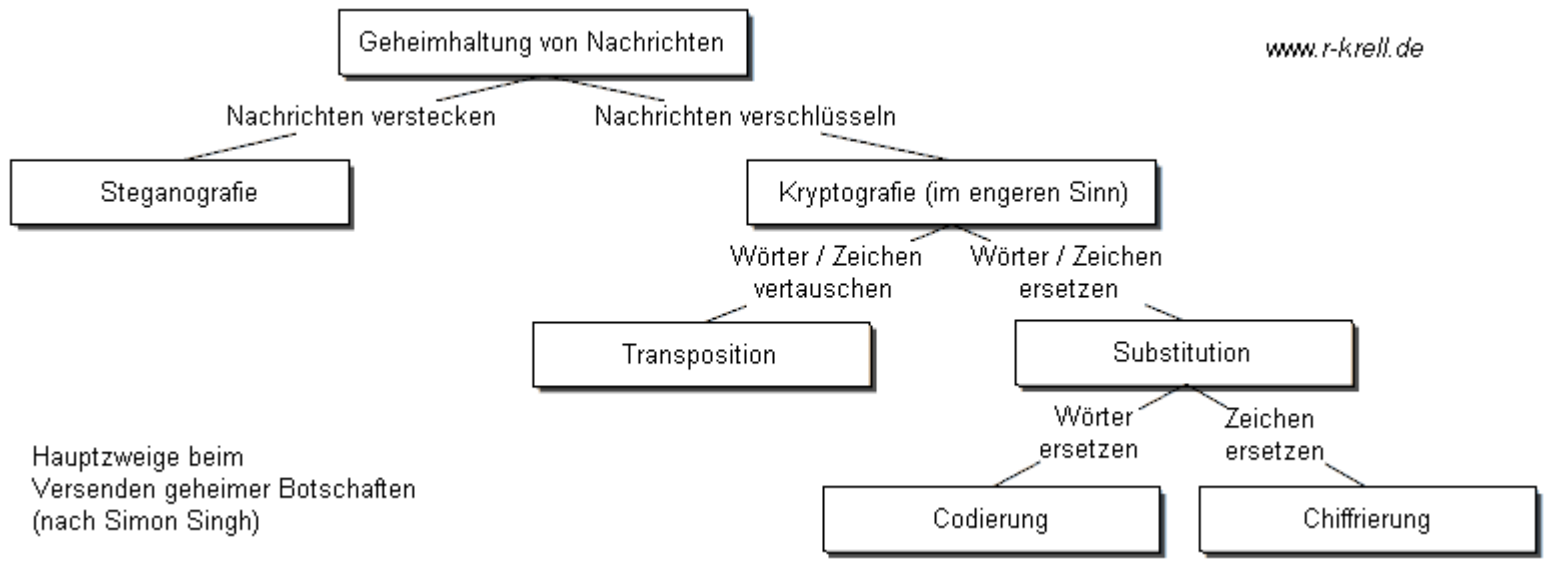 Geheimhaltung von Nachrichten
www.r-krell.de
Nachrichten verstecken
Nachrichten verschlüsseln
Steganografie
Kryptografie (im engeren Sinn)
Wörter / Zeichen
vertauschen
Wörter / Zeichen
ersetzen
Transposition
Substitution
Wörter
ersetzen
Zeichen
ersetzen
Hauptzweige beim
Versenden geheimer Botschaften
(nach Simon Singh)
Codierung
Chiffrierung